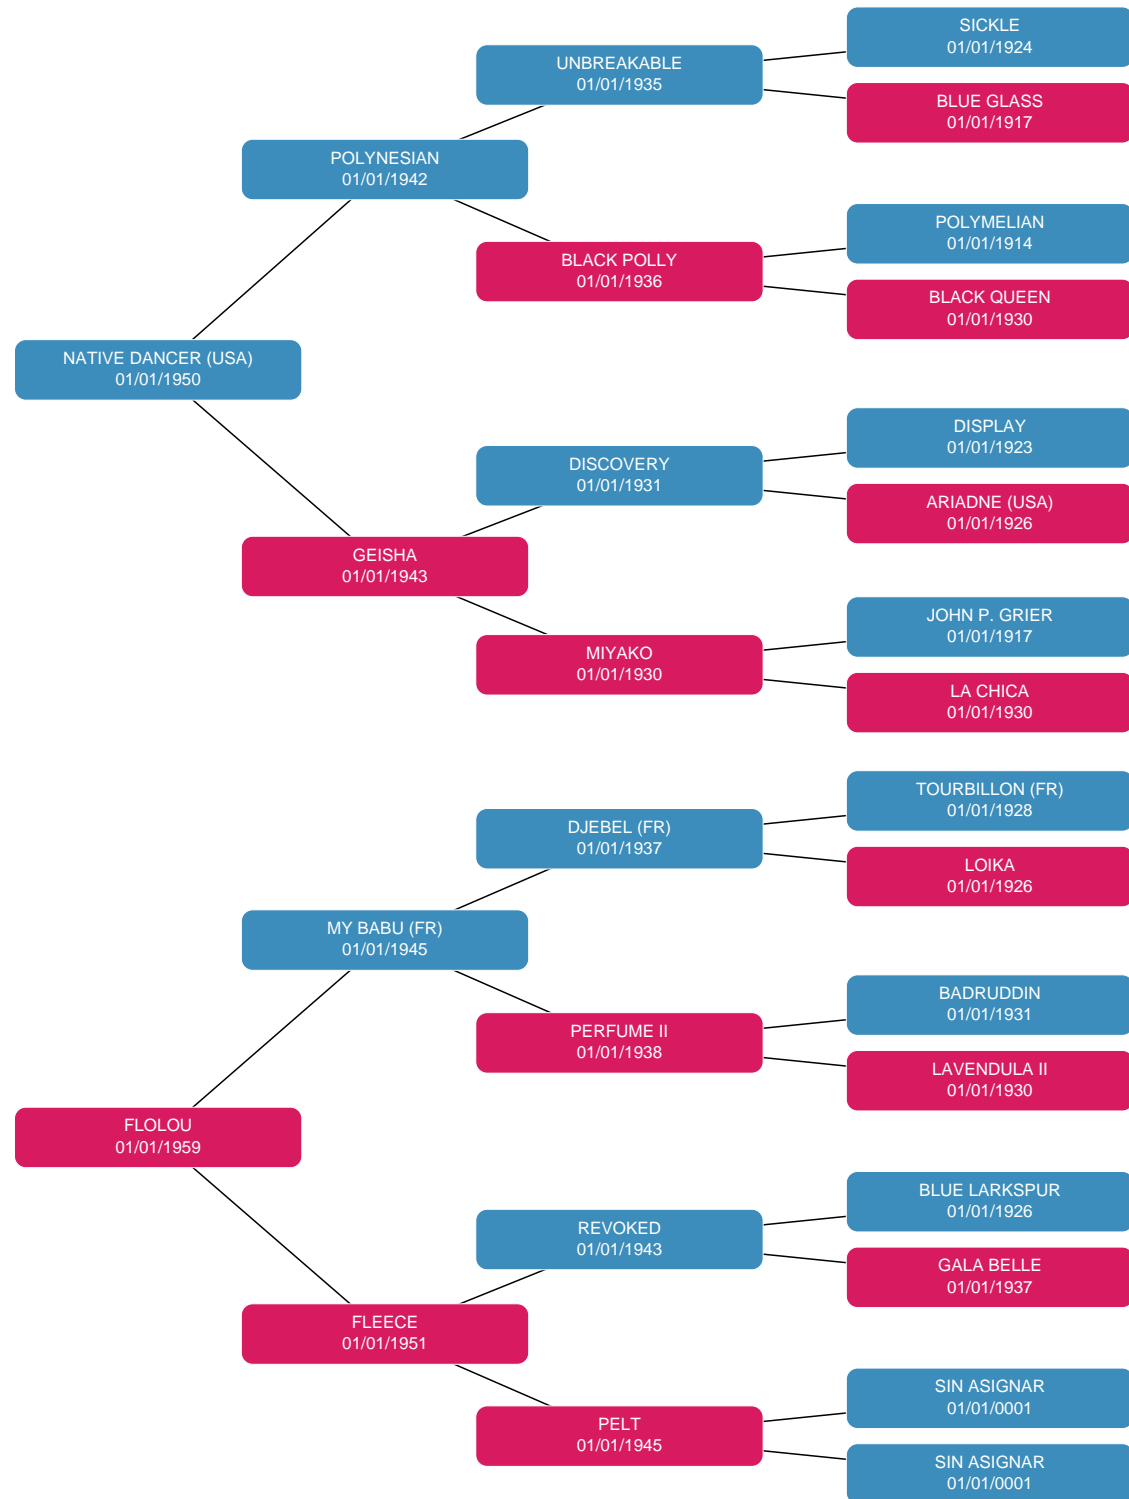 SICKLE
01/01/1924
UNBREAKABLE
01/01/1935
BLUE GLASS
01/01/1917
POLYNESIAN
01/01/1942
POLYMELIAN
01/01/1914
BLACK POLLY
01/01/1936
BLACK QUEEN
01/01/1930
NATIVE DANCER (USA)
01/01/1950
DISPLAY
01/01/1923
DISCOVERY
01/01/1931
ARIADNE (USA)
01/01/1926
GEISHA
01/01/1943
JOHN P. GRIER
01/01/1917
MIYAKO
01/01/1930
LA CHICA
01/01/1930
TOURBILLON (FR)
01/01/1928
DJEBEL (FR)
01/01/1937
LOIKA
01/01/1926
MY BABU (FR)
01/01/1945
BADRUDDIN
01/01/1931
PERFUME II
01/01/1938
LAVENDULA II
01/01/1930
FLOLOU
01/01/1959
BLUE LARKSPUR
01/01/1926
REVOKED
01/01/1943
GALA BELLE
01/01/1937
FLEECE
01/01/1951
SIN ASIGNAR
01/01/0001
PELT
01/01/1945
SIN ASIGNAR
01/01/0001